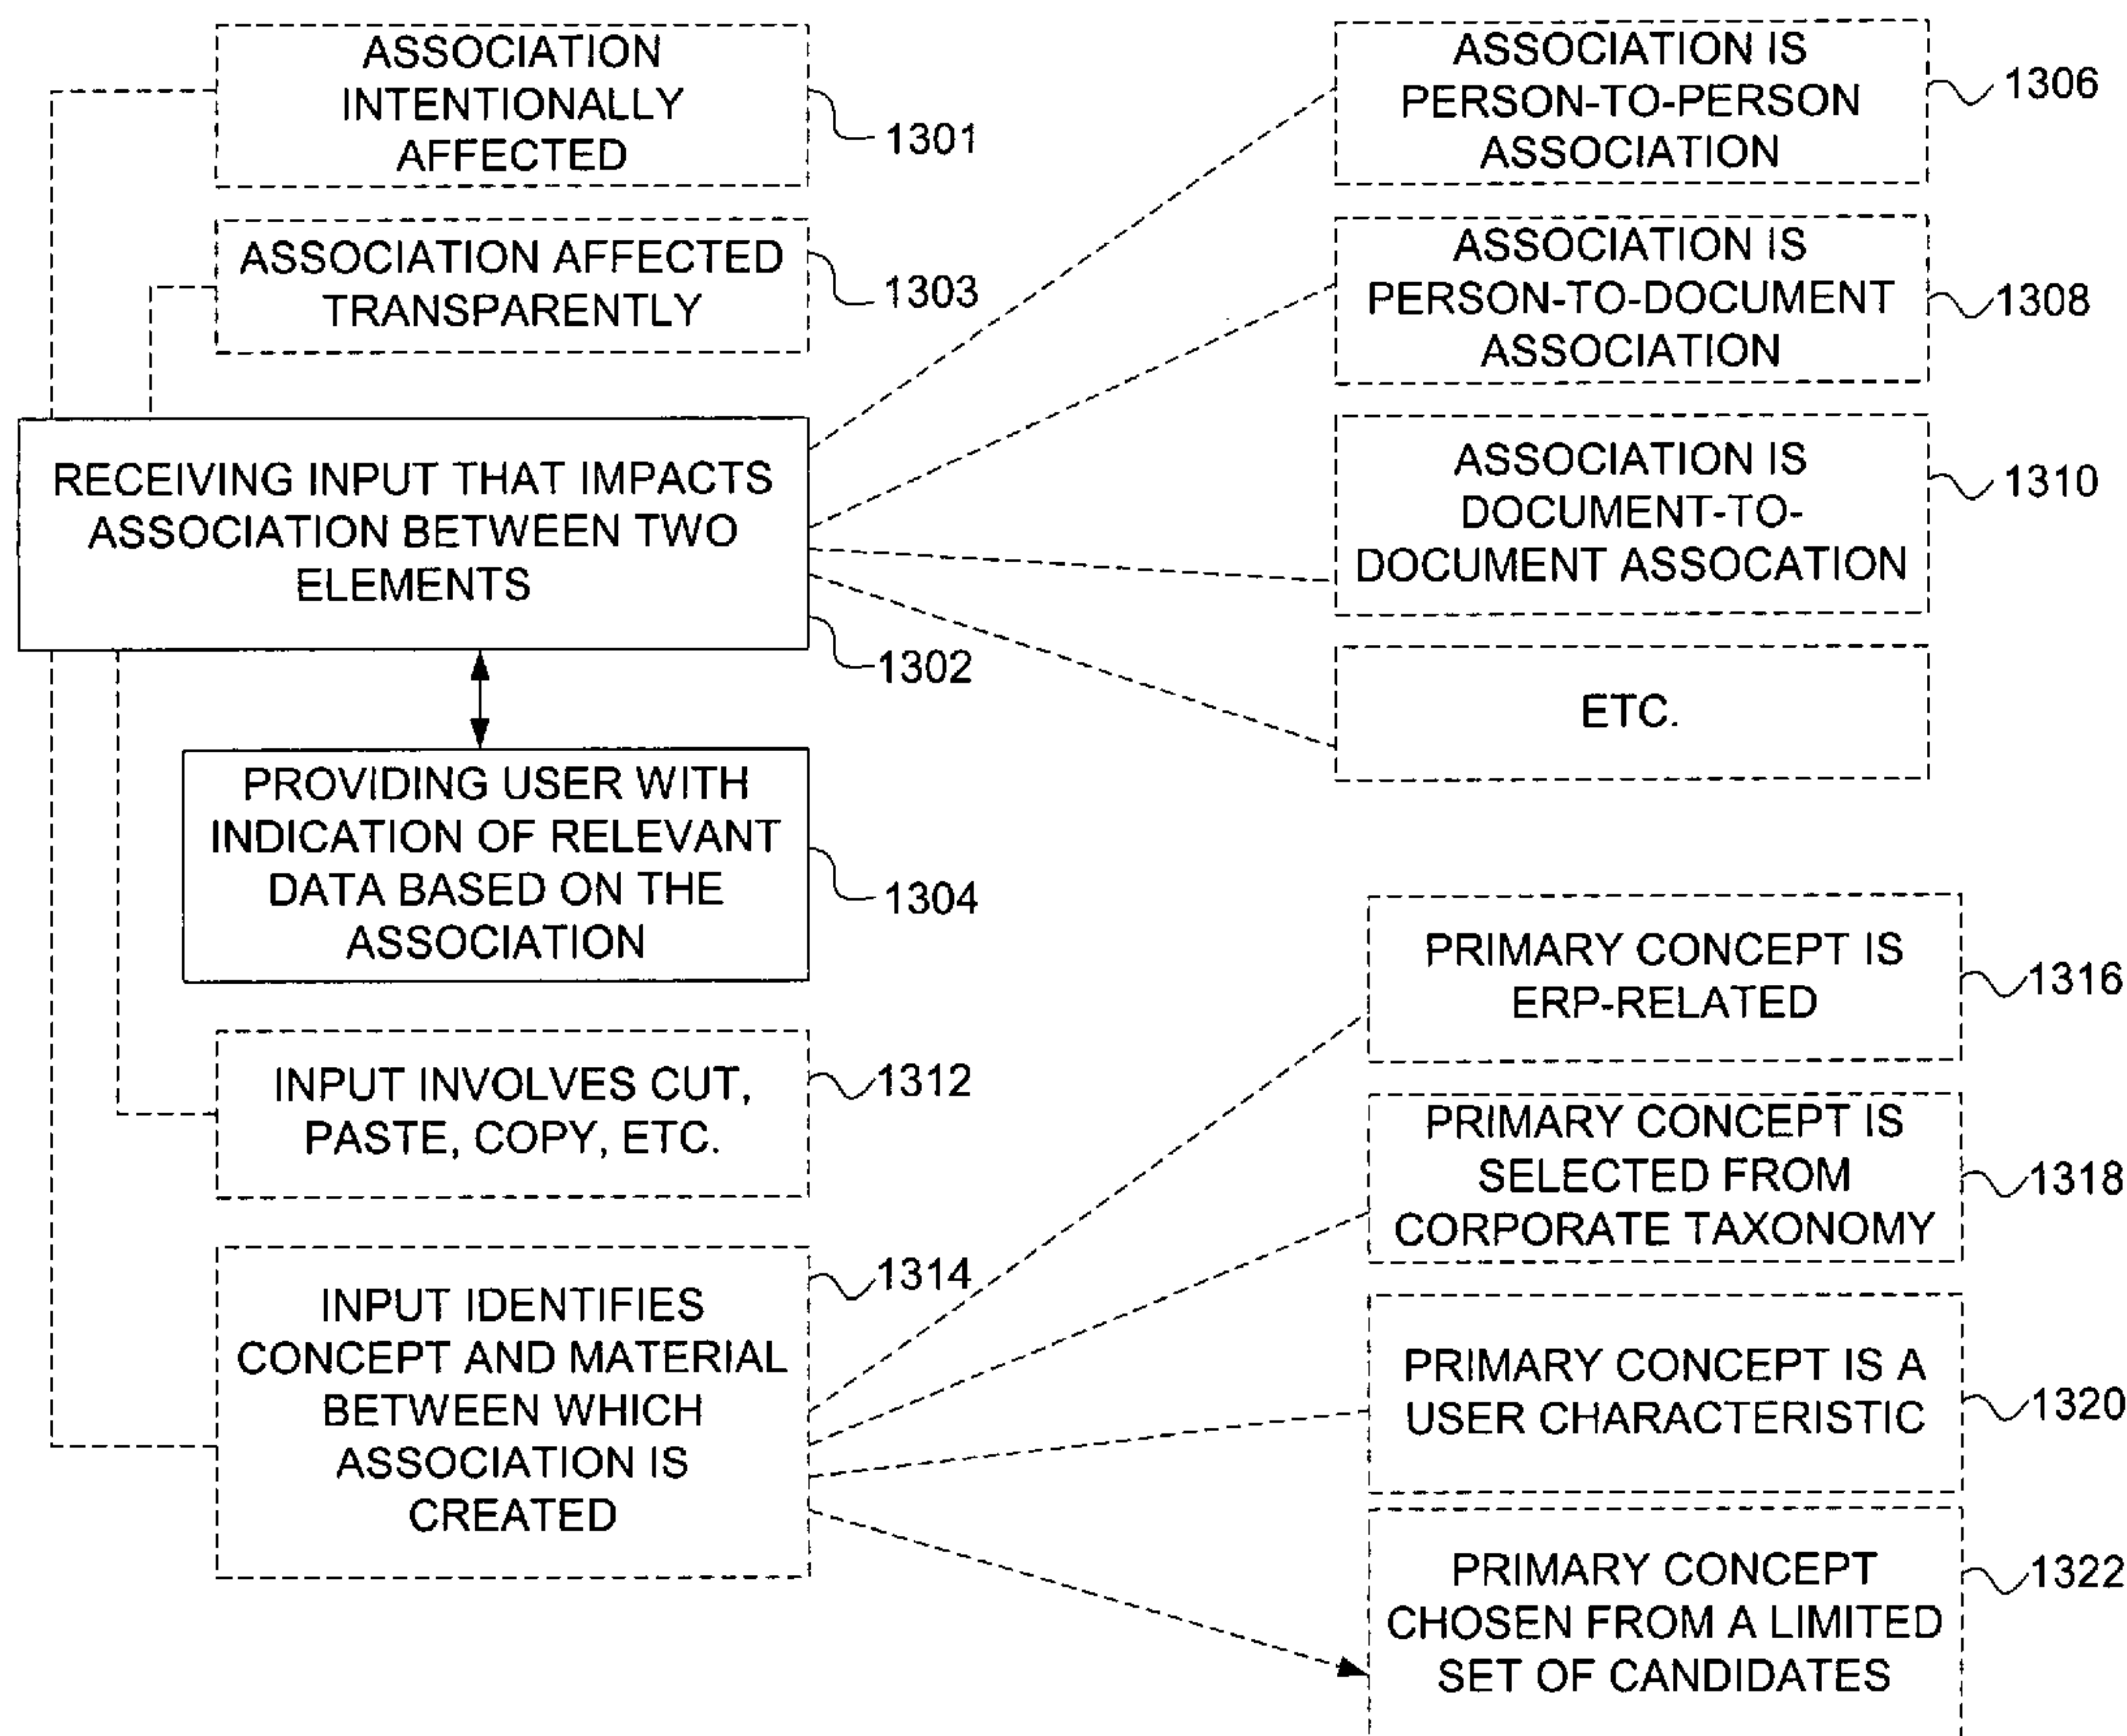 ASSOCIATION
INTENTIONALLY
AFFECTED
1301
ASSOCIATION AFFECTED
TRANSPARENTLY
1303
RECEIVING INPUT THAT IMPACTS
ASSOCIATION BETWEEN TWO
ELEMENTS
1302
PROVIDING USER WITH
INDICATION OF RELEVANT
DATA BASED ON THE
ASSOCIATION
1304
INPUT INVOLVES CUT,
PASTE, COPY, ETC.
1312
INPUT IDENTIFIES
CONCEPT AND MATERIAL
BETWEEN WHICH
ASSOCIATION IS
CREATED
1314
ASSOCIATION IS
PERSON-TO-PERSON
ASSOCIATION
1306
ASSOCIATION IS
PERSON-TO-DOCUMENT
ASSOCIATION
1308
ASSOCIATION IS
DOCUMENT-TO-
DOCUMENT ASSOCATION
1310
ETC.
PRIMARY CONCEPT IS
ERP-RELATED
1316
PRIMARY CONCEPT IS
SELECTED FROM
CORPORATE TAXONOMY
1318
PRIMARY CONCEPT IS A
USER CHARACTERISTIC
1320
PRIMARY CONCEPT
CHOSEN FROM A LIMITED
SET OF CANDIDATES
1322